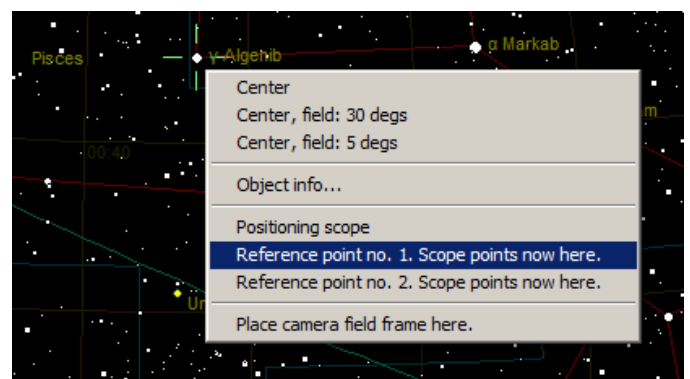 α Markab
Pisces
γ-Algenib
Center
Center, field: 30 degs
m
Center, field: 5 degs
00:40
Object info...
Positioning scope
Reference point no. 1. Scope points now here.
Reference point no. 2. Scope points now here.
Ur
Place camera field frame here.